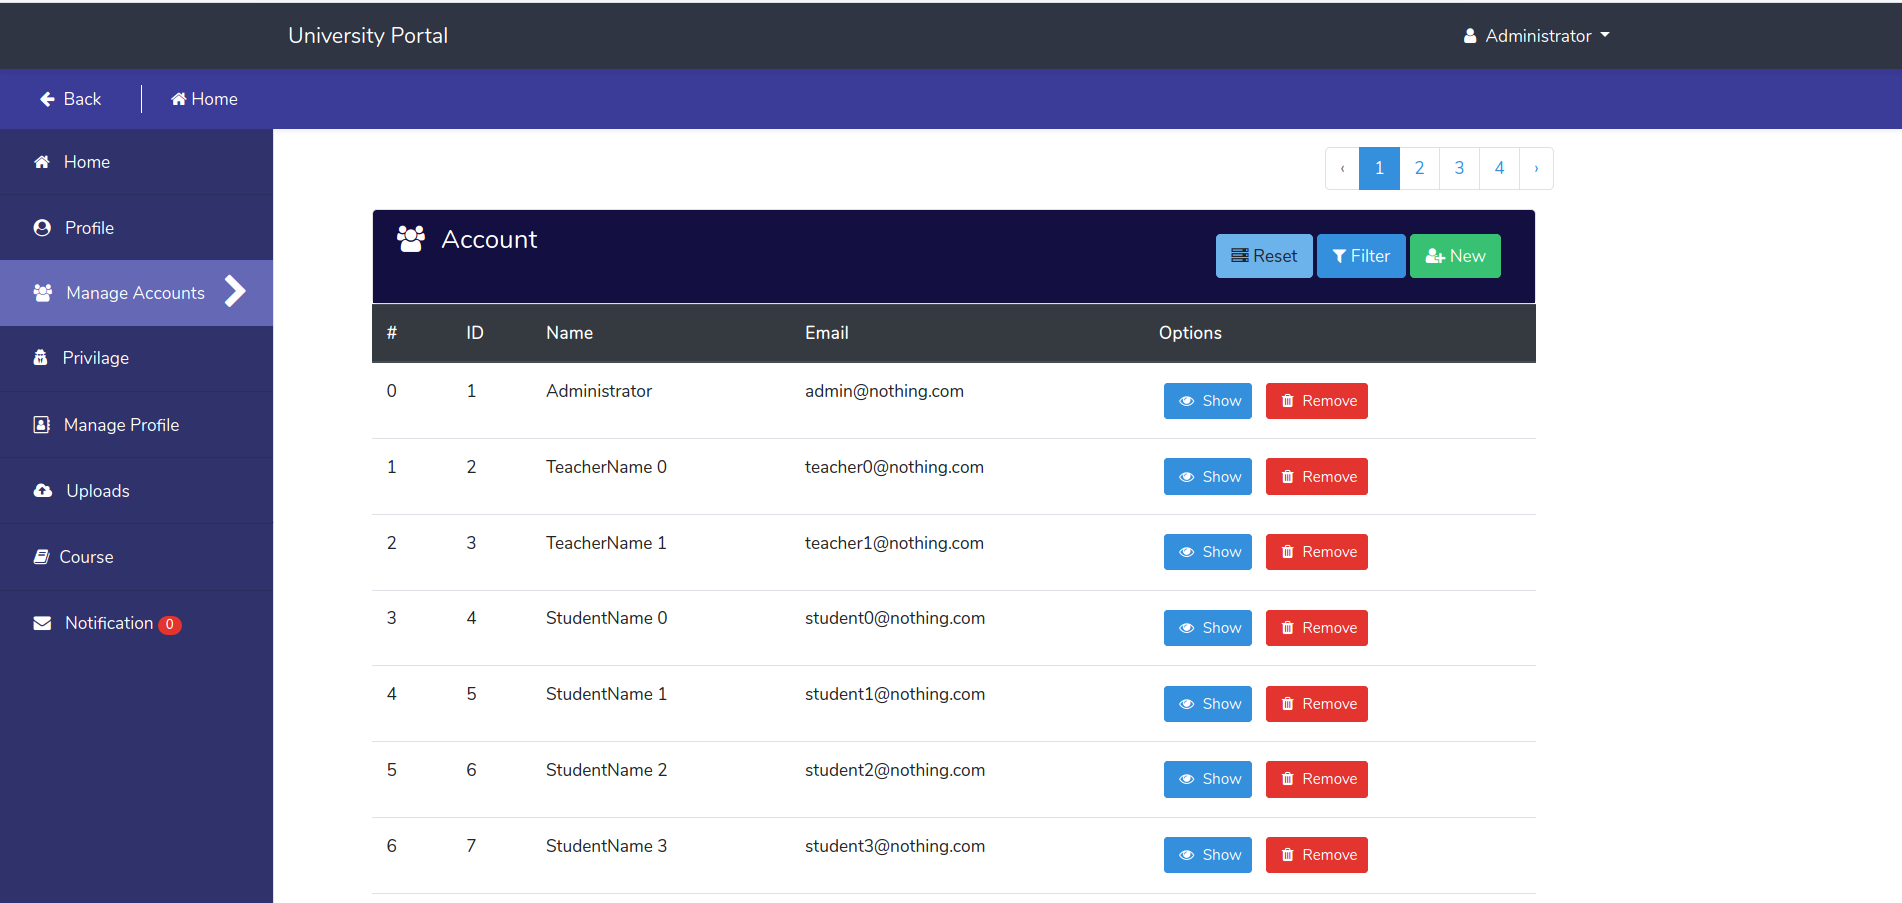 University Portal
Administrator
Back
Home
Home
Profile
Manage Accounts
Privilage
Manage Profile
Uploads
Course
Notification 0
‹ 1 2 3 4 ›
Account
Reset Filter New
# ID Name Email Options
0 1 Administrator admin@nothing.com Show Remove
1 2 TeacherName 0 teacher0@nothing.com Show Remove
2 3 TeacherName 1 teacher1@nothing.com Show Remove
3 4 StudentName 0 student0@nothing.com Show Remove
4 5 StudentName 1 student1@nothing.com Show Remove
5 6 StudentName 2 student2@nothing.com Show Remove
6 7 StudentName 3 student3@nothing.com Show Remove